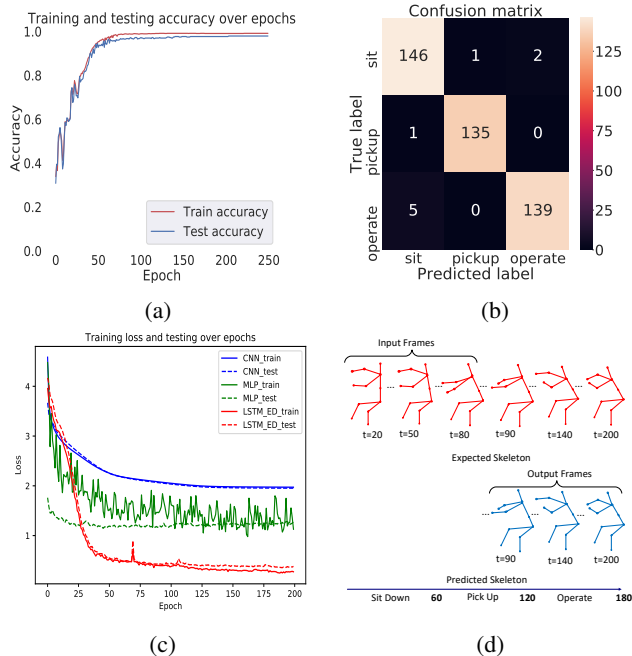 Training and testing accuracy over epochs
1.0
0.8
0.6
0.4
0.2
0.0
Accuracy
Train accuracy
Test accuracy
0 50 100 150 200 250
Epoch
(a)
Confusion matrix
sit 146 1 2
pickup 1 135 0
operate 5 0 139
True label
sit pickup operate
Predicted label
125
100
75
50
25
0
(b)
Training loss and testing over epochs
CNN_train
CNN_test
MLP_train
MLP_test
LSTM_ED_train
LSTM_ED_test
4
3
2
1
Loss
0 25 50 75 100 125 150 175 200
Epoch
(c)
Input Frames
t=20 t=50 t=80 t=90 t=140 t=200
Expected Skeleton
Output Frames
t=90 t=140 t=200
Predicted Skeleton
Sit Down 60 Pick Up 120 Operate 180
(d)